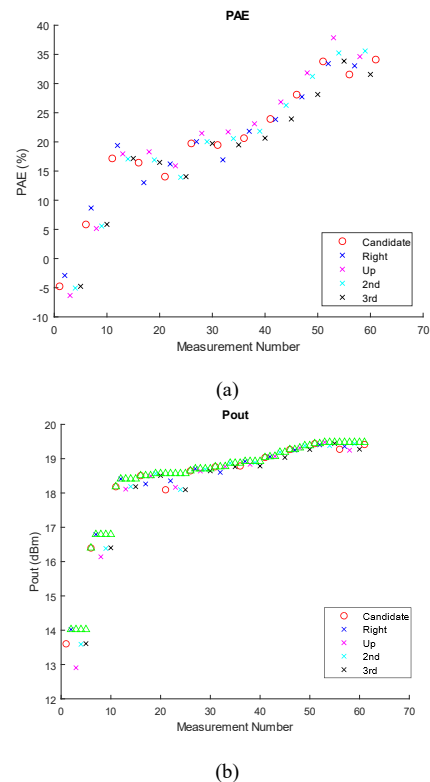 PAE
40
35
30
25
20
15
10
5
0
-5
-10
PAE (%)
0 10 20 30 40 50 60 70
Measurement Number
Candidate
Right
Up
2nd
3rd
(a)
Pout
20
19
18
17
16
15
14
13
12
Pout (dBm)
0 10 20 30 40 50 60 70
Measurement Number
Candidate
Right
Up
2nd
3rd
(b)